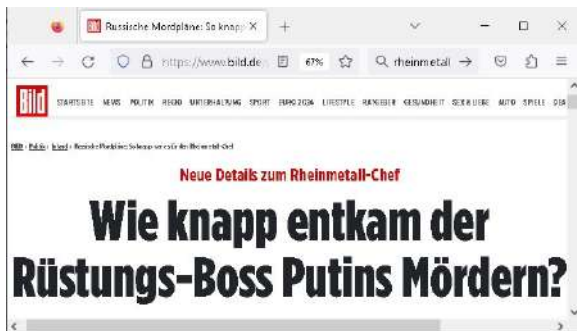 Russische Mordpläne: So knapp
https://www.bild.de
67%
rheinmetall
Bild
STARTSEITE NEWS POLITIK REGIO UNTERHALTUNG SPORT EURO 2024 LIFESTYLE RATGEBER GESUNDHEIT SEX & LIEBE AUTO SPIELE
Politik Inland
Neue Details zum Rheinmetall-Chef
Wie knapp entkam der
Rüstungs-Boss Putins Mördern?